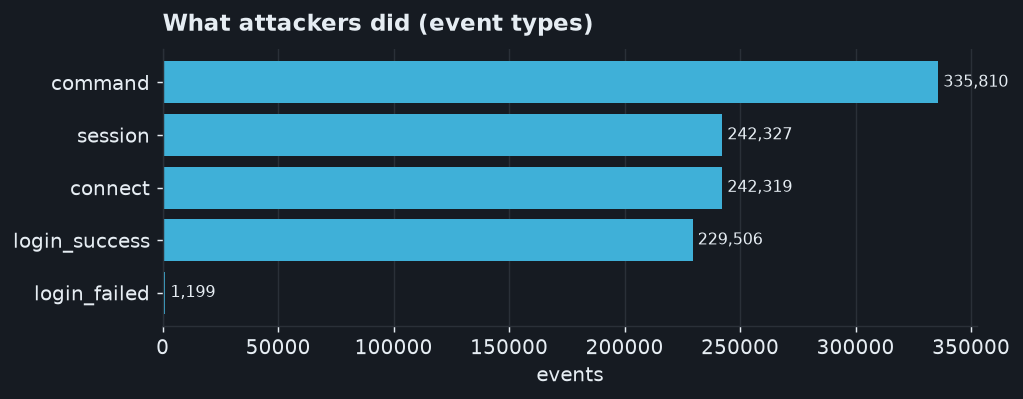 What attackers did (event types)
command 335,810
session 242,327
connect 242,319
login_success 229,506
login_failed 1,199
0 50000 100000 150000 200000 250000 300000 350000
events